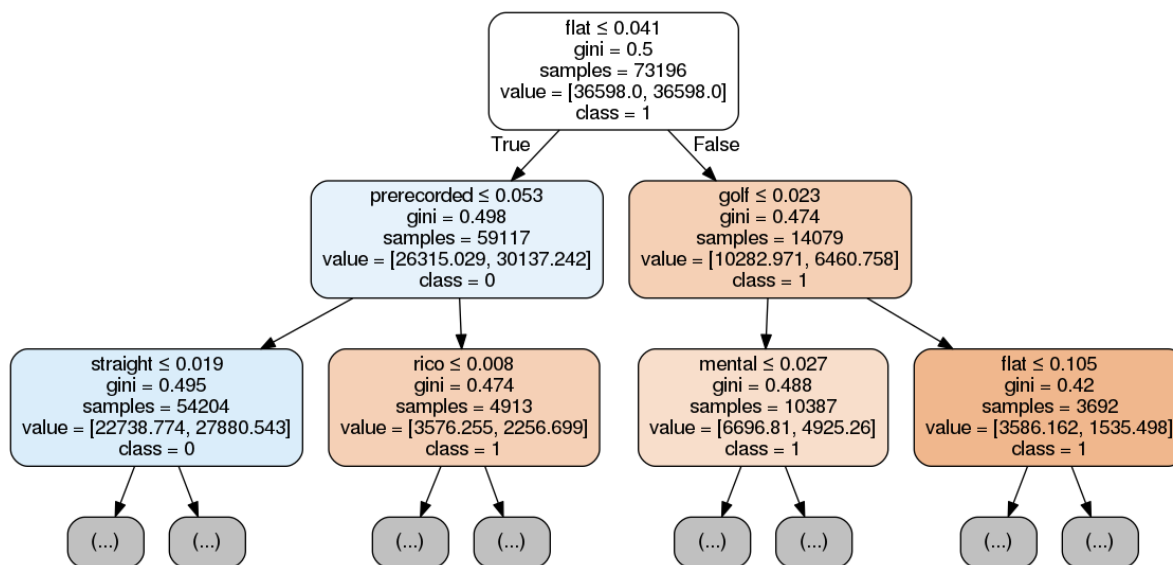 flat ≤ 0.041
gini = 0.5
samples = 73196
value = [36598.0, 36598.0]
class = 1
True
False
prerecorded ≤ 0.053
gini = 0.498
samples = 59117
value = [26315.029, 30137.242]
class = 0
golf ≤ 0.023
gini = 0.474
samples = 14079
value = [10282.971, 6460.758]
class = 1
straight ≤ 0.019
gini = 0.495
samples = 54204
value = [22738.774, 27880.543]
class = 0
rico ≤ 0.008
gini = 0.474
samples = 4913
value = [3576.255, 2256.699]
class = 1
mental ≤ 0.027
gini = 0.488
samples = 10387
value = [6696.81, 4925.26]
class = 1
flat ≤ 0.105
gini = 0.42
samples = 3692
value = [3586.162, 1535.498]
class = 1
(...)
(...)
(...)
(...)
(...)
(...)
(...)
(...)